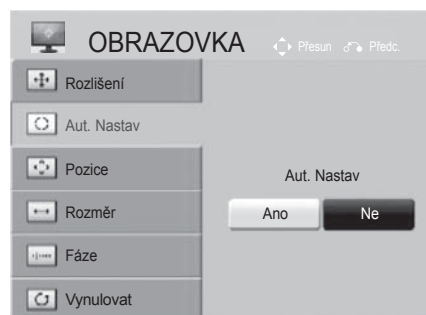 OBRAZOVKA Přesun Předc.
Rozlišení
Aut. Nastav
Pozice
Rozměr
Fáze
Vynulovat
Aut. Nastav
Ano Ne